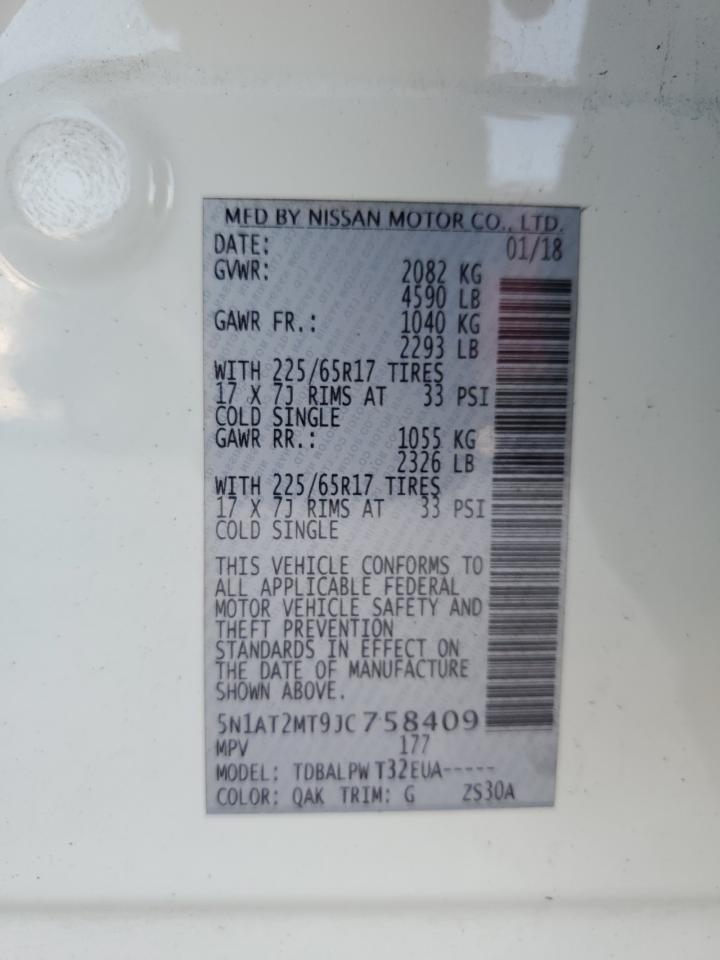 MFD BY NISSAN MOTOR CO., LTD.
DATE: 01/18
GVWR: 2082 KG
4590 LB
GAWR FR.: 1040 KG
2293 LB
WITH 225/65R17 TIRES
17 X 7J RIMS AT 33 PSI
COLD SINGLE
GAWR RR.: 1055 KG
2326 LB
WITH 225/65R17 TIRES
17 X 7J RIMS AT 33 PSI
COLD SINGLE
THIS VEHICLE CONFORMS TO
ALL APPLICABLE FEDERAL
MOTOR VEHICLE SAFETY AND
THEFT PREVENTION
STANDARDS IN EFFECT ON
THE DATE OF MANUFACTURE
SHOWN ABOVE.
5N1AT2MT9JC758409
MPV 177
MODEL: TDBALPW T32EUA-----
COLOR: QAK TRIM: G ZS30A